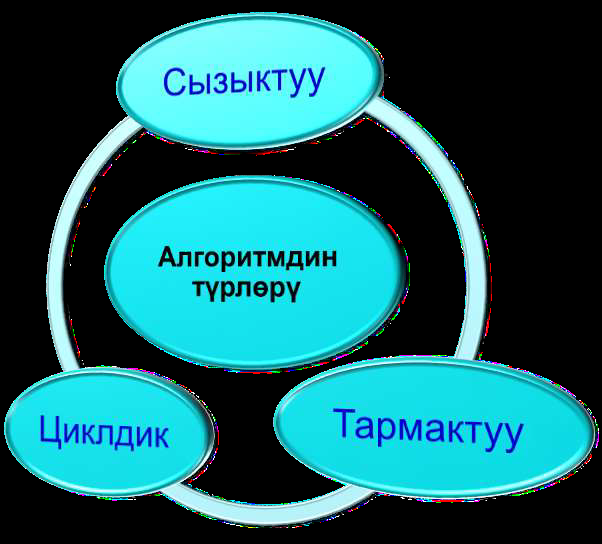 Сызыктуу
Алгоритмдин
түрлөрү
Циклдик
Тармактуу